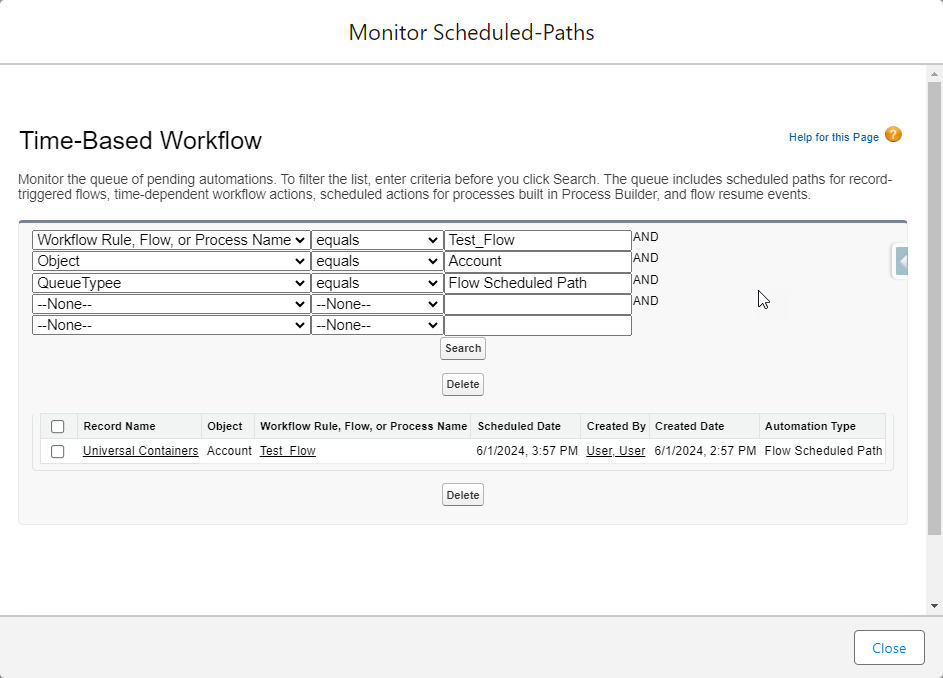 Monitor Scheduled-Paths
Time-Based Workflow
Help for this Page ?
Monitor the queue of pending automations. To filter the list, enter criteria before you click Search. The queue includes scheduled paths for record-
triggered flows, time-dependent workflow actions, scheduled actions for processes built in Process Builder, and flow resume events.
Workflow Rule, Flow, or Process Name equals Test_Flow AND
Object equals Account AND
QueueTypee equals Flow Scheduled Path AND
--None-- --None-- AND
--None-- --None--
Search
Delete
Record Name Object Workflow Rule, Flow, or Process Name Scheduled Date Created By Created Date Automation Type
Universal Containers Account Test_Flow 6/1/2024, 3:57 PM User, User 6/1/2024, 2:57 PM Flow Scheduled Path
Delete
Close